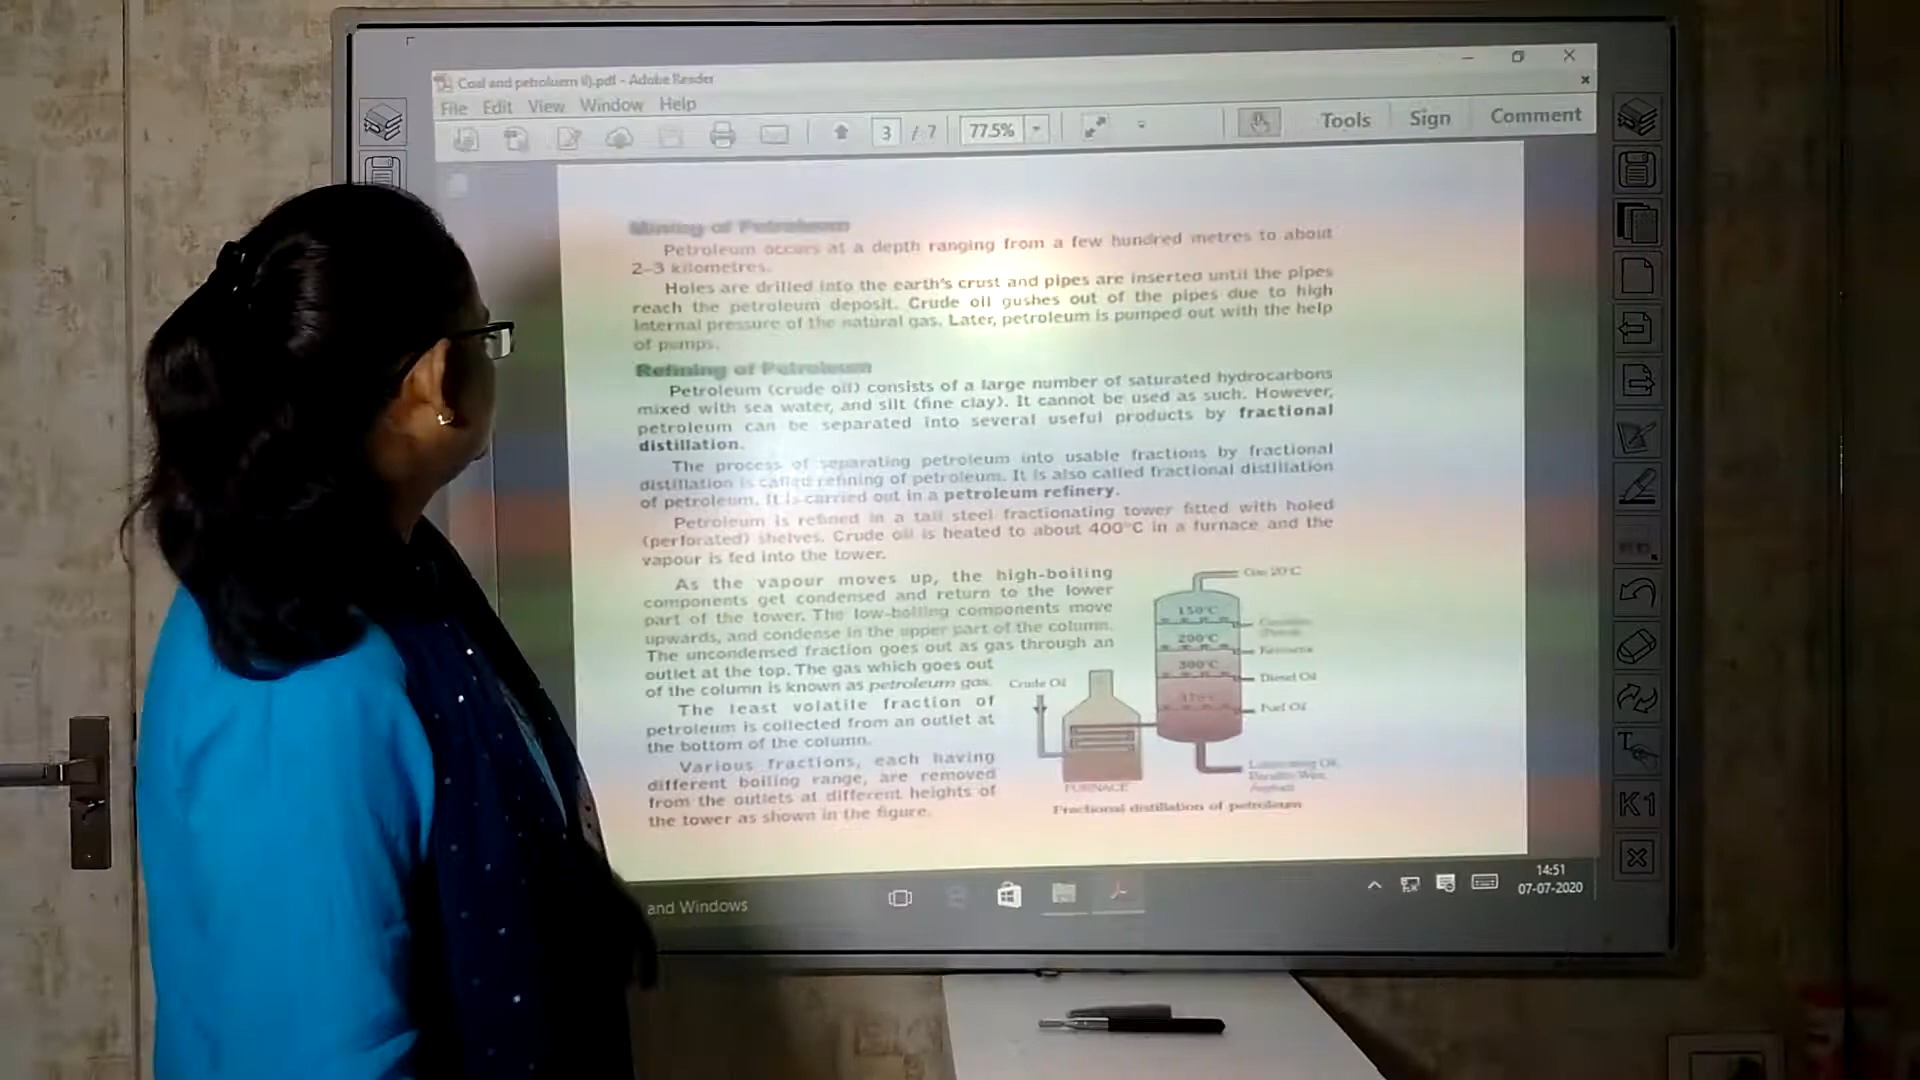 Coal and petroluem II).pdf - Adobe Reader
File Edit View Window Help
3 / 7 77.5% Tools Sign Comment
Mining of Petroleum
Petroleum occurs at a depth ranging from a few hundred metres to about
2–3 kilometres.
Holes are drilled into the earth's crust and pipes are inserted until the pipes
reach the petroleum deposit. Crude oil gushes out of the pipes due to high
internal pressure of the natural gas. Later, petroleum is pumped out with the help
of pumps.
Refining of Petroleum
Petroleum (crude oil) consists of a large number of saturated hydrocarbons
mixed with sea water, and silt (fine clay). It cannot be used as such. However,
petroleum can be separated into several useful products by fractional
distillation.
The process of separating petroleum into usable fractions by fractional
distillation is called refining of petroleum. It is also called fractional distillation
of petroleum. It is carried out in a petroleum refinery.
Petroleum is refined in a tall steel fractionating tower fitted with holed
(perforated) shelves. Crude oil is heated to about 400°C in a furnace and the
vapour is fed into the tower.
As the vapour moves up, the high-boiling
components get condensed and return to the lower
part of the tower. The low-boiling components move
upwards, and condense in the upper part of the column.
The uncondensed fraction goes out as gas through an
outlet at the top. The gas which goes out
of the column is known as petroleum gas.
The least volatile fraction of
petroleum is collected from an outlet at
the bottom of the column.
Various fractions, each having
different boiling range, are removed
from the outlets at different heights of
the tower as shown in the figure.
Gas 20°C
150°C
200°C
Kerosene
300°C
Diesel Oil
Fuel Oil
Crude Oil
Lubricating Oil,
Paraffin Wax,
Asphalt
FURNACE
Fractional distillation of petroleum
K1
and Windows
14:51
07-07-2020